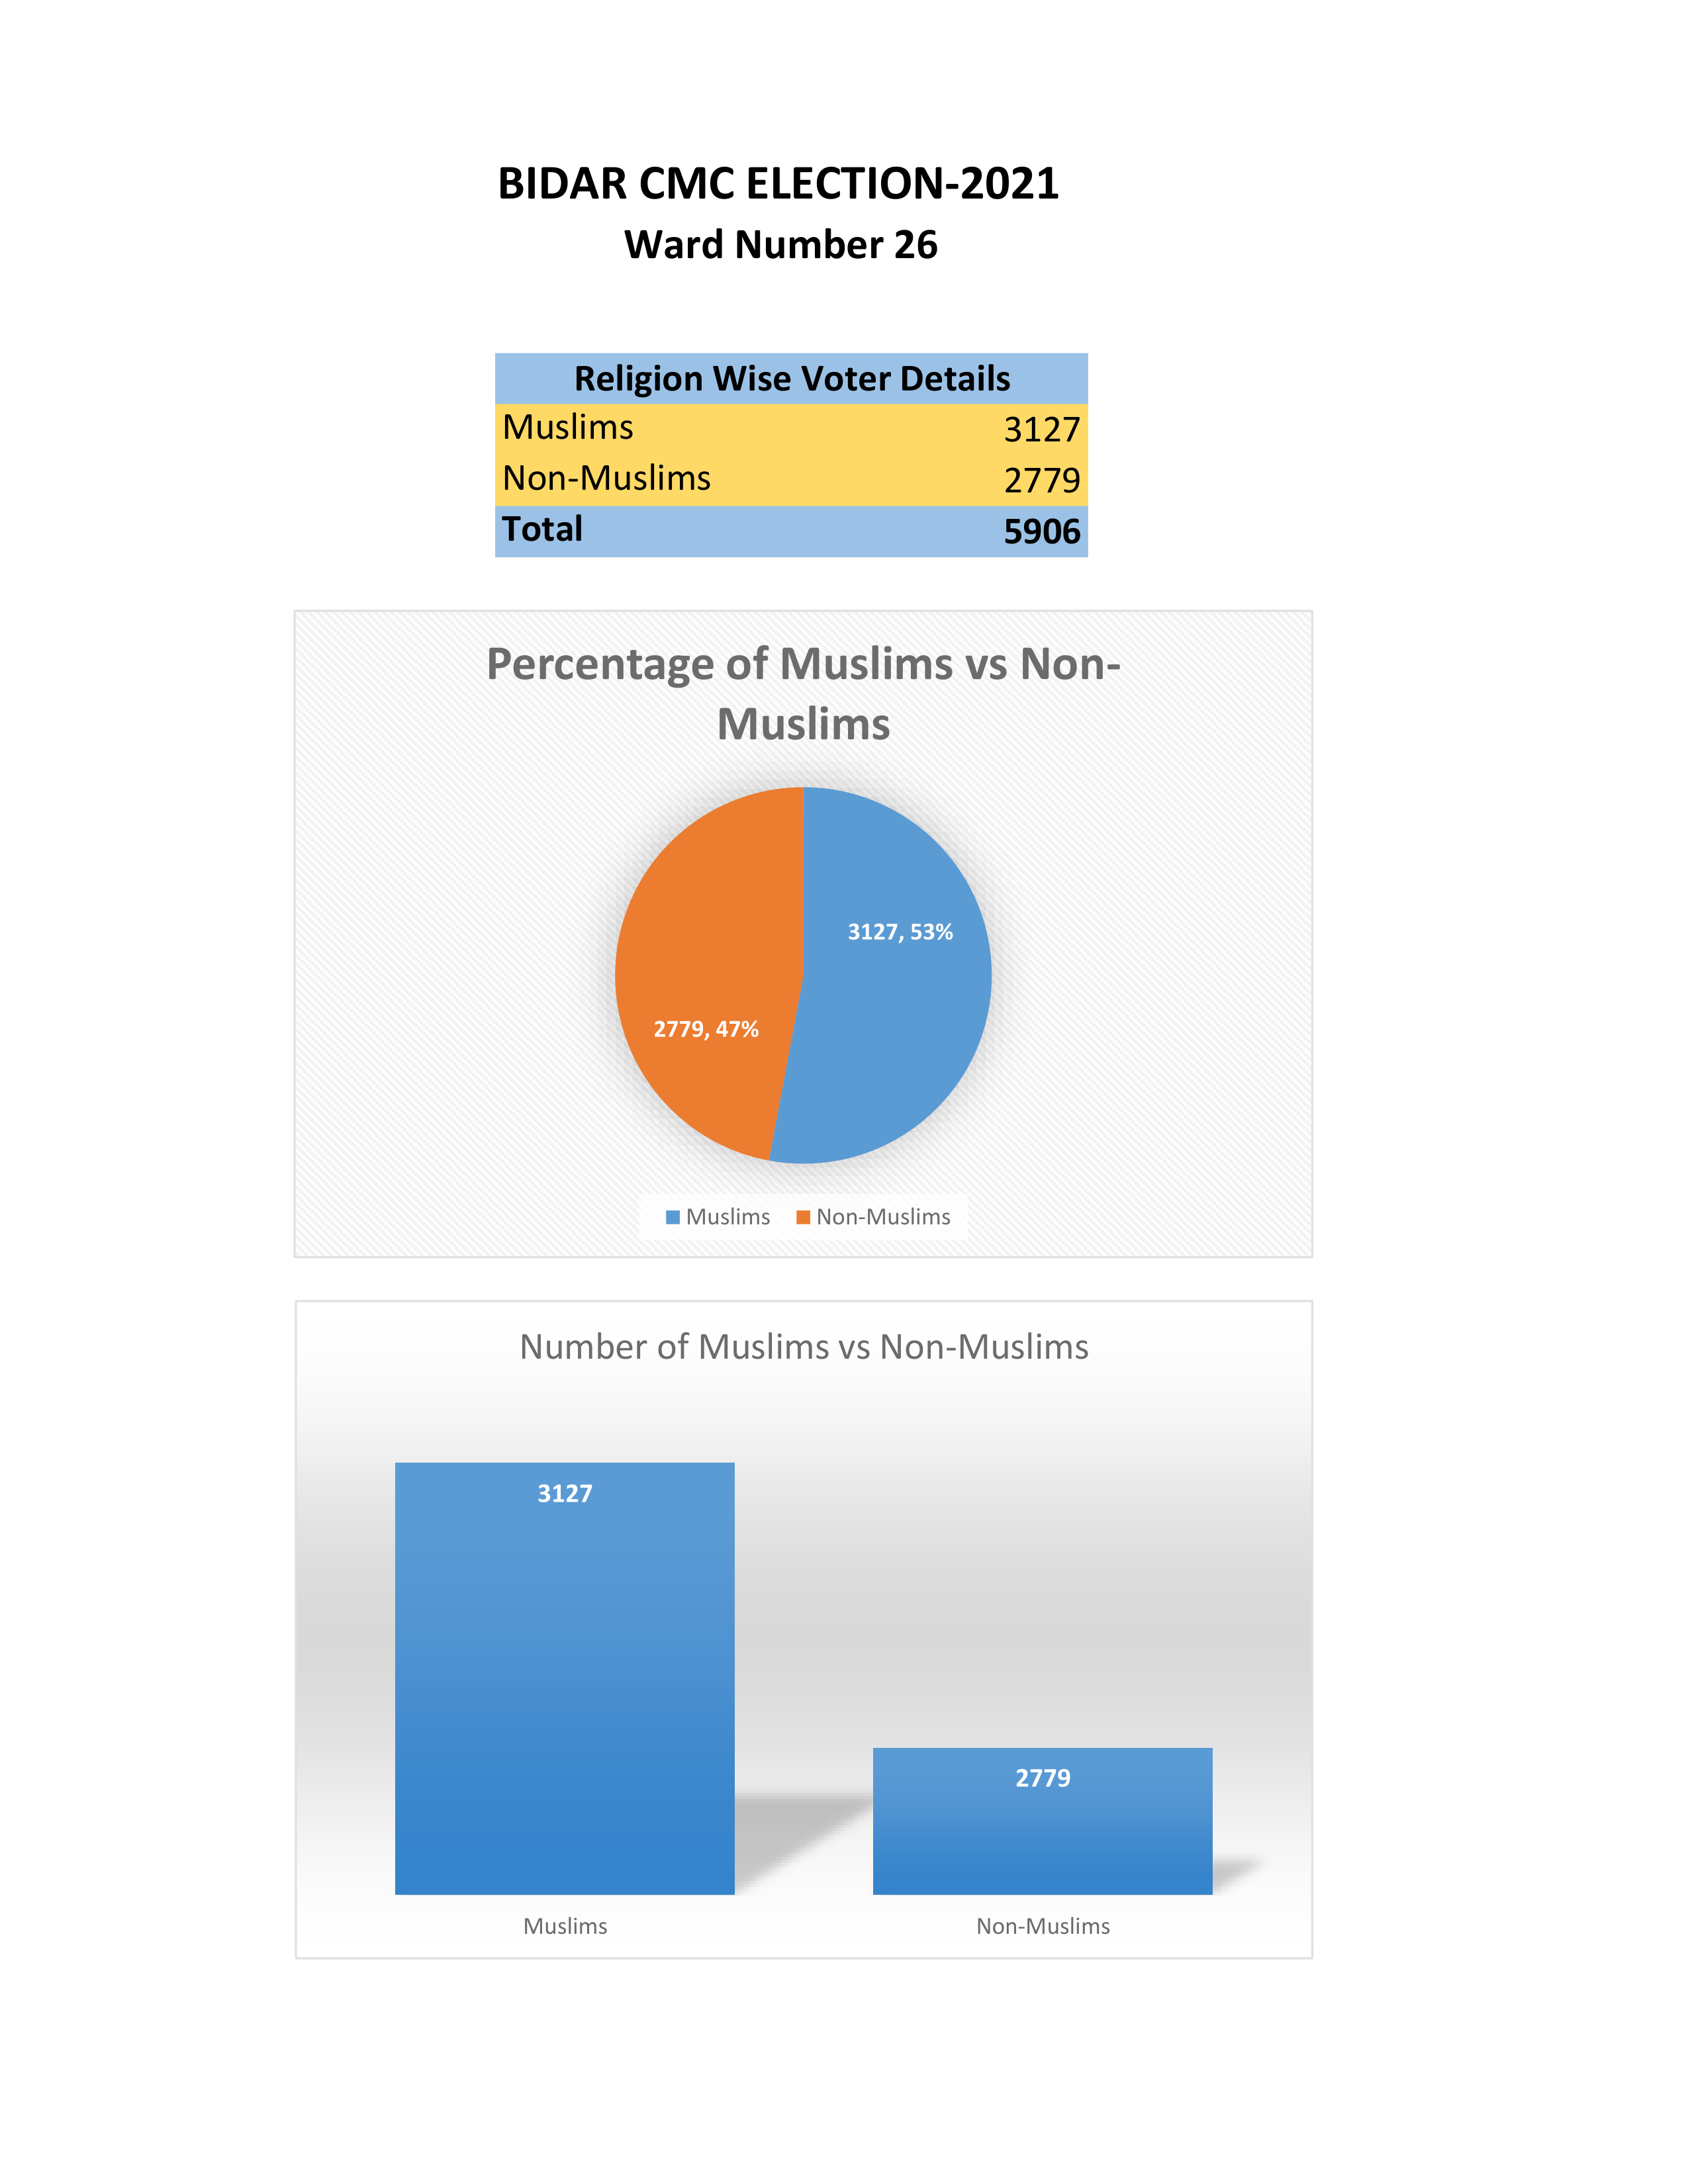 BIDAR CMC ELECTION-2021
Ward Number 26
Religion Wise Voter Details
Muslims 3127
Non-Muslims 2779
Total 5906
Percentage of Muslims vs Non-
Muslims
3127, 53%
2779, 47%
Muslims Non-Muslims
Number of Muslims vs Non-Muslims
3127
2779
Muslims Non-Muslims